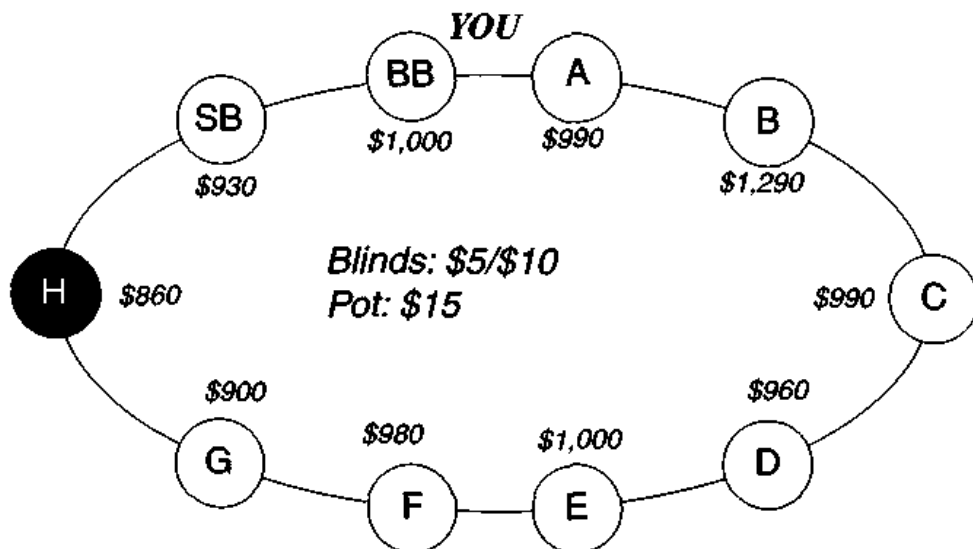 YOU
BB
A
SB
B
$1,000
$990
$930
$1,290
Blinds: $5/$10
Pot: $15
H
$860
$990
C
$900
$960
$980
$1,000
G
D
F
E